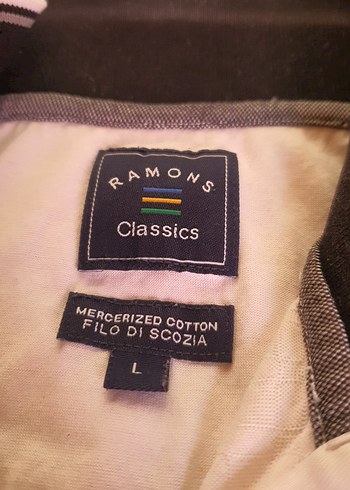 RAMONS
Classics
MERCERIZED COTTON
FILO DI SCOZIA
L